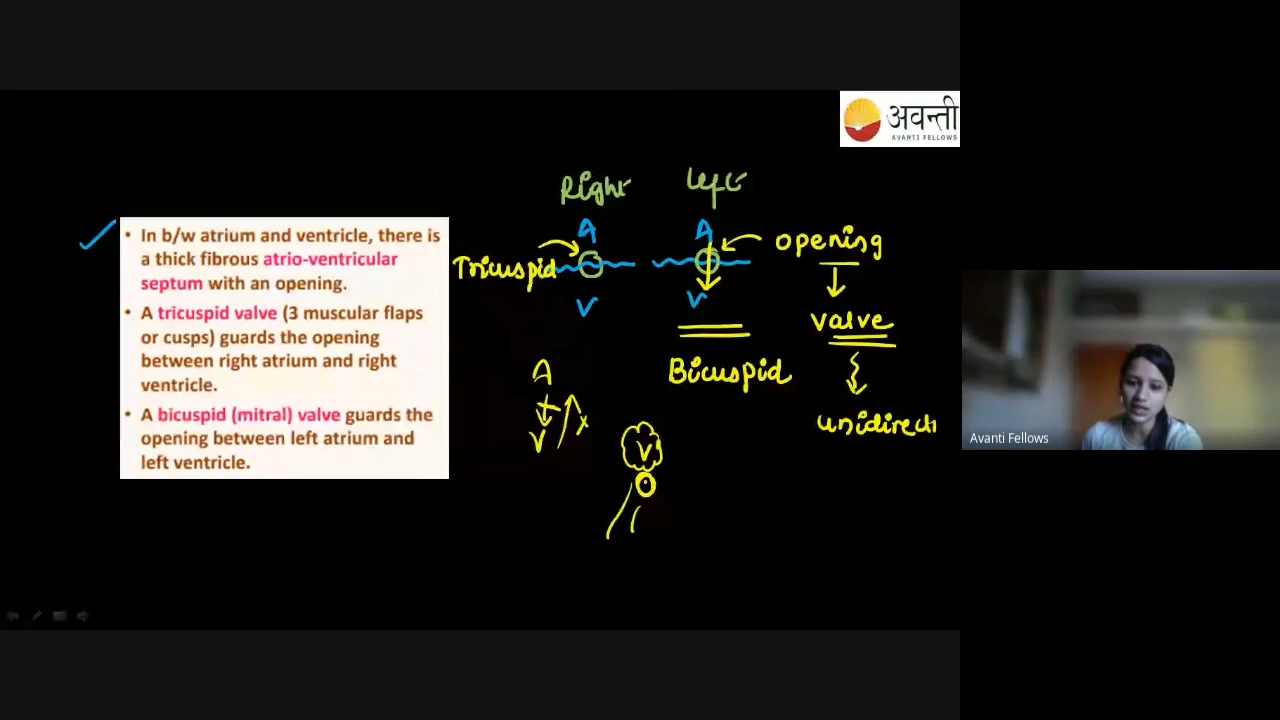 अवन्ती
AVANTI FELLOWS
Right Left
• In b/w atrium and ventricle, there is
a thick fibrous atrio-ventricular
septum with an opening.
• A tricuspid valve (3 muscular flaps
or cusps) guards the opening
between right atrium and right
ventricle.
• A bicuspid (mitral) valve guards the
opening between left atrium and
left ventricle.
A A
opening
Tricuspid
V V
valve
Bicuspid
A
unidirecti
V
V
Avanti Fellows